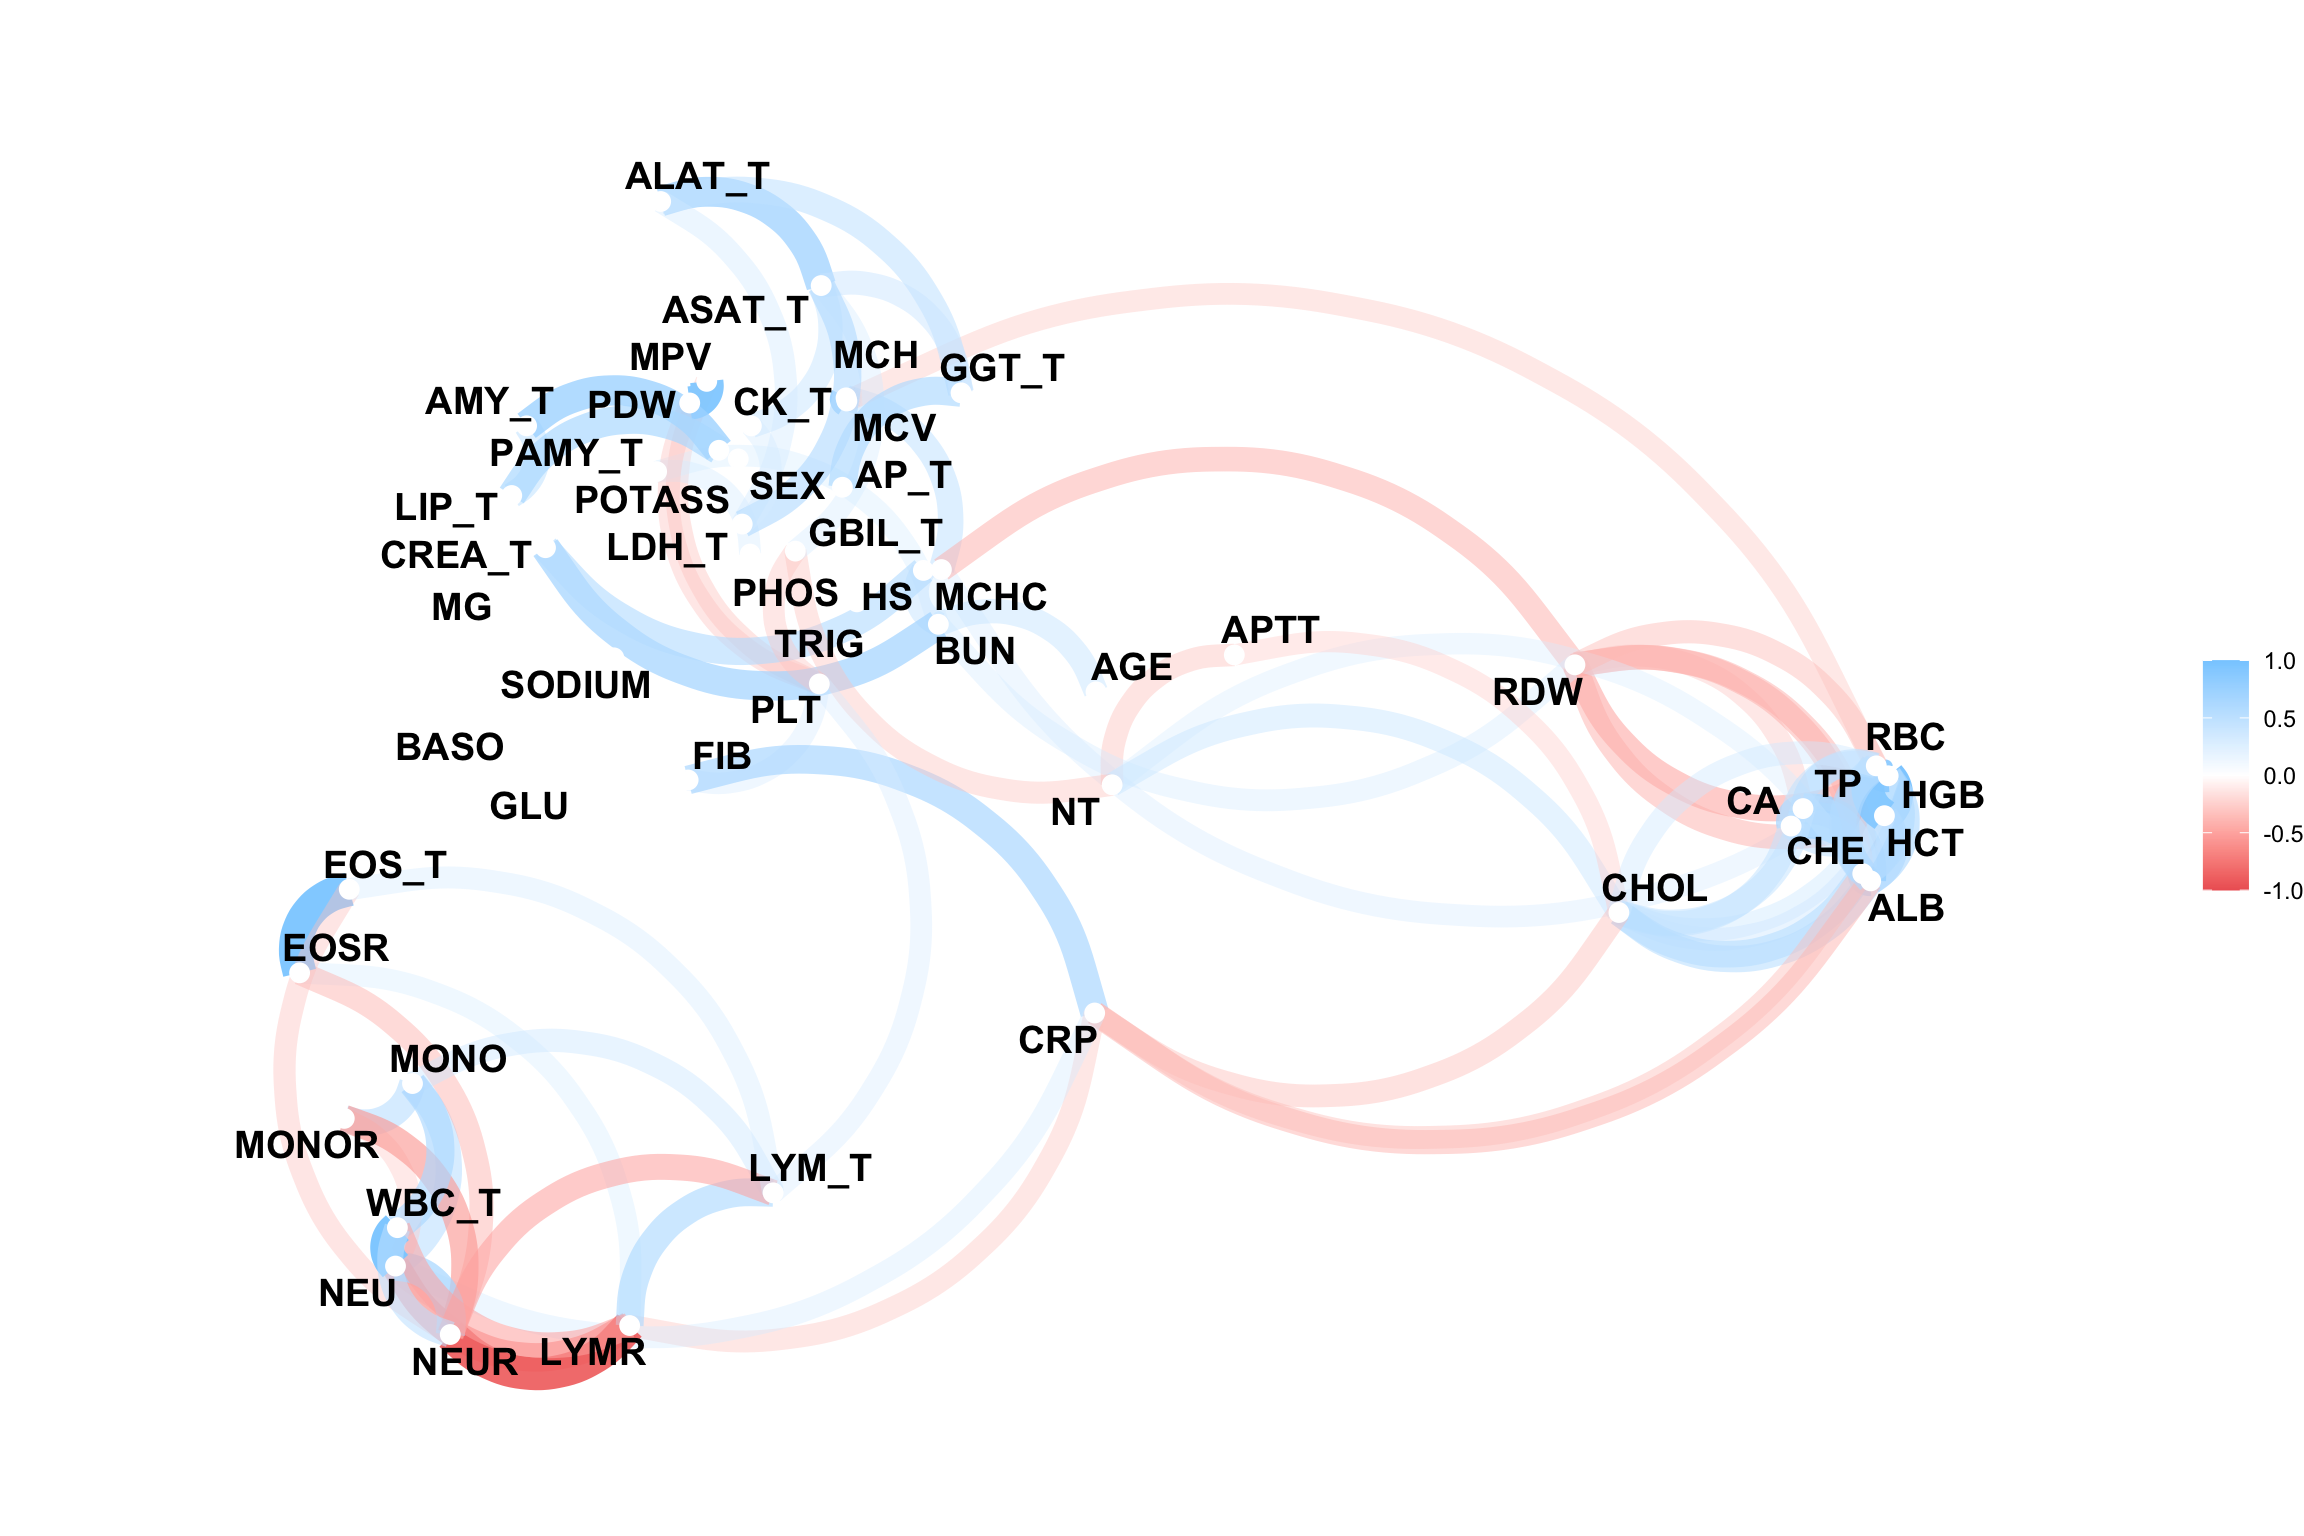 ALAT_T
ASAT_T
MPV
MCH
GGT_T
AMY_T
PDW
CK_T
MCV
PAMY_T
AP_T
SEX
POTASS
LIP_T
GBIL_T
LDH_T
CREA_T
PHOS
HS
MCHC
MG
APTT
TRIG
BUN
AGE
SODIUM
RDW
PLT
RBC
BASO
FIB
TP
HGB
CA
GLU
NT
HCT
CHE
EOS_T
CHOL
ALB
EOSR
CRP
MONO
MONOR
LYM_T
WBC_T
NEU
LYMR
NEUR
1.0
0.5
0.0
-0.5
-1.0